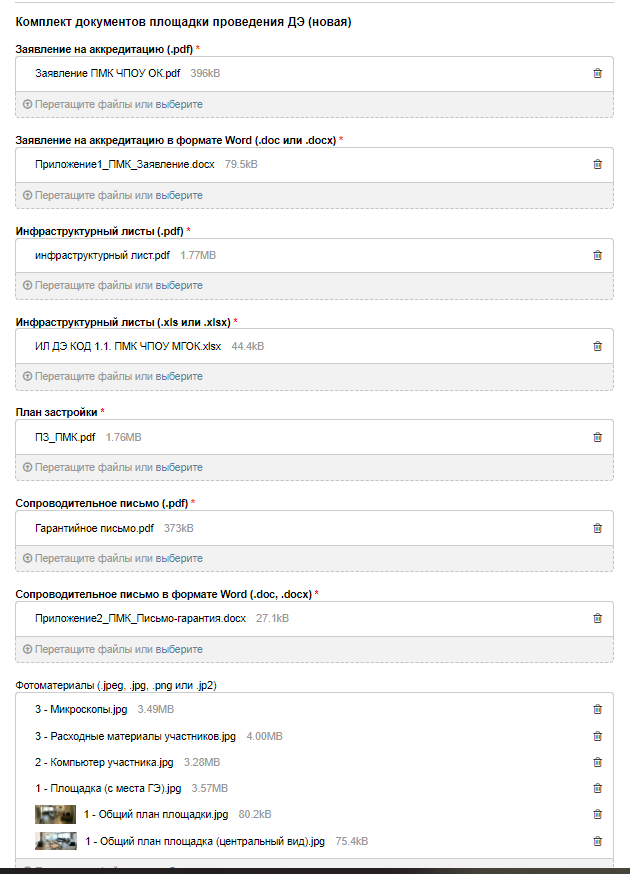 Комплект документов площадки проведения ДЭ (новая)
Заявление на аккредитацию (.pdf) *
Заявление ПМК ЧПОУ ОК.pdf 396kB
Перетащите файлы или выберите
Заявление на аккредитацию в формате Word (.doc или .docx) *
Приложение1_ПМК_Заявление.docx 79.5kB
Перетащите файлы или выберите
Инфраструктурный листы (.pdf) *
инфраструктурный лист.pdf 1.77MB
Перетащите файлы или выберите
Инфраструктурный листы (.xls или .xlsx) *
ИЛ ДЭ КОД 1.1. ПМК ЧПОУ МГОК.xlsx 44.4kB
Перетащите файлы или выберите
План застройки *
ПЗ_ПМК.pdf 1.76MB
Перетащите файлы или выберите
Сопроводительное письмо (.pdf) *
Гарантийное письмо.pdf 373kB
Перетащите файлы или выберите
Сопроводительное письмо в формате Word (.doc, .docx) *
Приложение2_ПМК_Письмо-гарантия.docx 27.1kB
Перетащите файлы или выберите
Фотоматериалы (.jpeg, .jpg, .png или .jp2)
3 - Микроскопы.jpg 3.49MB
3 - Расходные материалы участников.jpg 4.00MB
2 - Компьютер участника.jpg 3.28MB
1 - Площадка (с места ГЭ).jpg 3.57MB
1 - Общий план площадки.jpg 80.2kB
1 - Общий план площадка (центральный вид).jpg 75.4kB